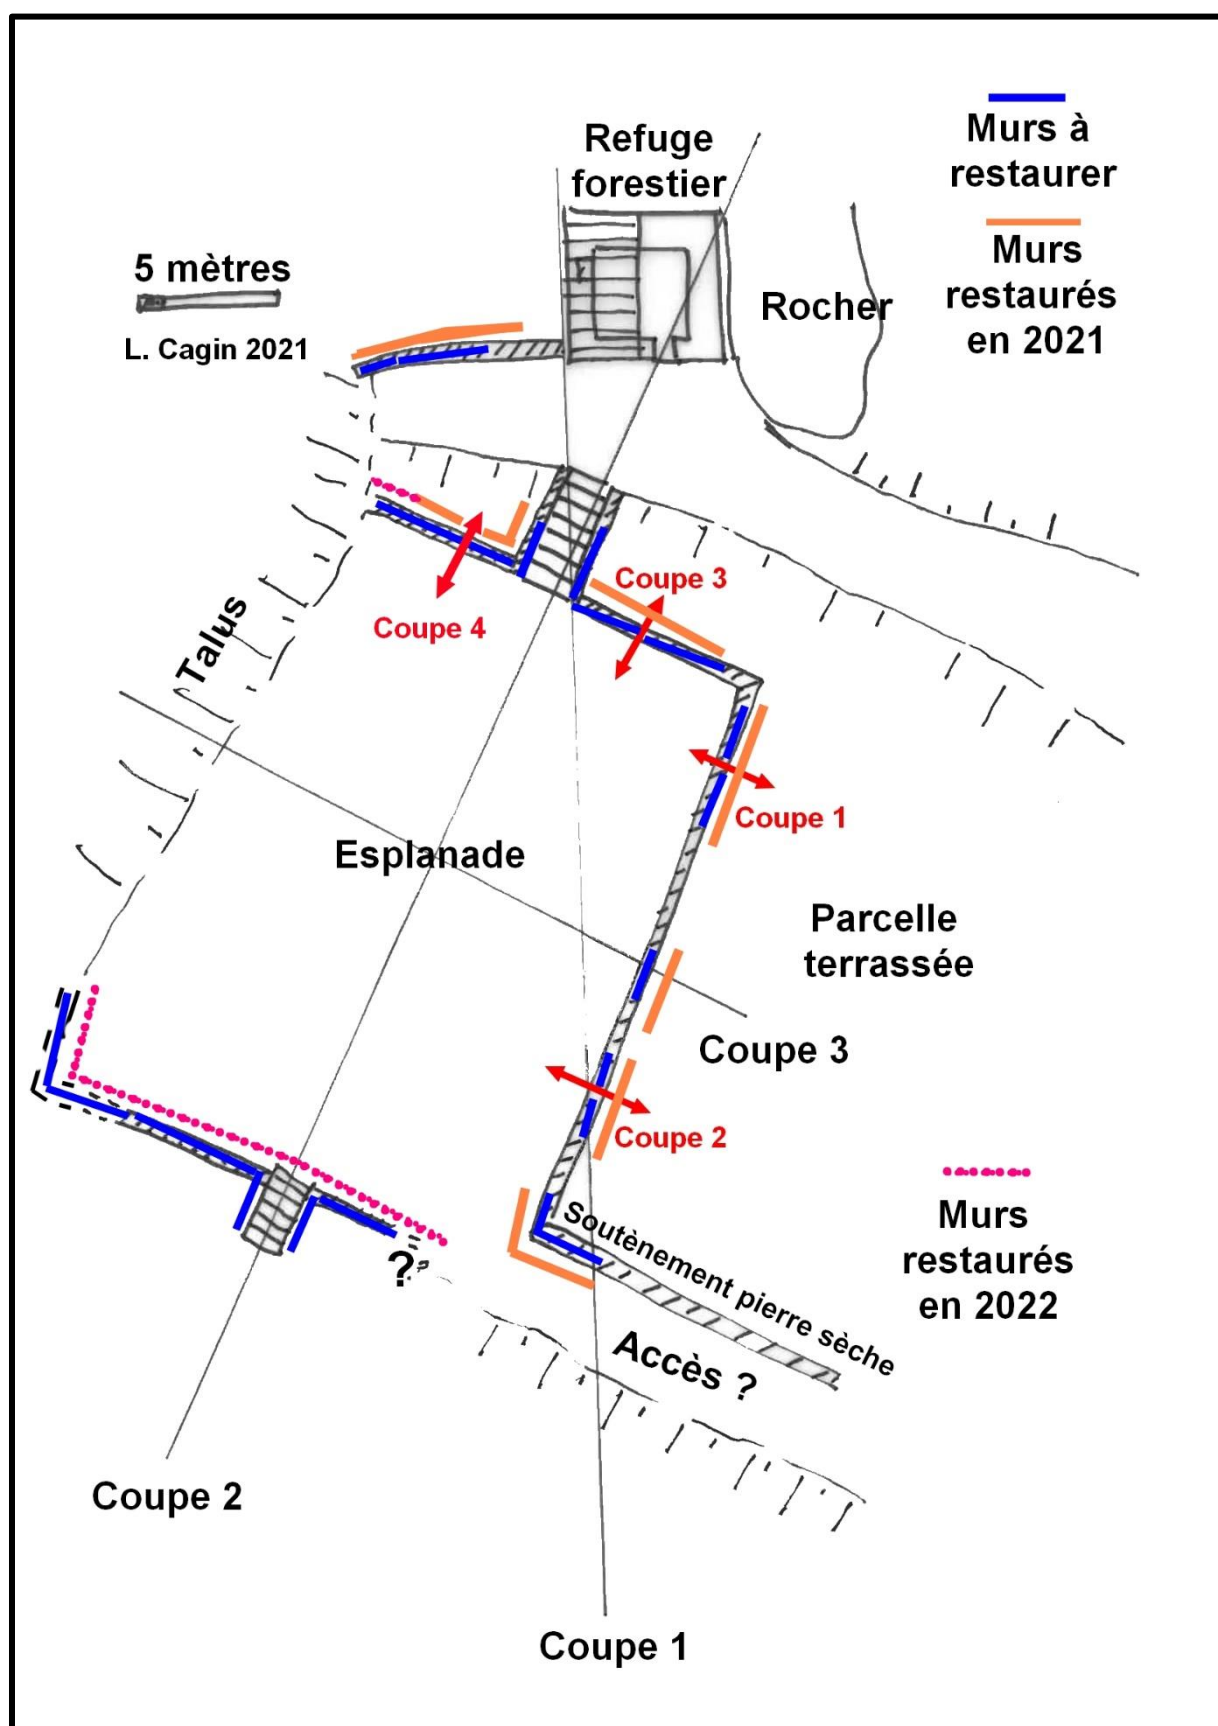 Refuge
forestier
Murs à
restaurer
Murs
restaurés
en 2021
5 mètres
L. Cagin 2021
Rocher
Coupe 3
Coupe 4
Talus
Coupe 1
Esplanade
Parcelle
terrassée
Coupe 3
Coupe 2
Soutènement pierre sèche
?
?
Accès ?
Murs
restaurés
en 2022
Coupe 2
Coupe 1